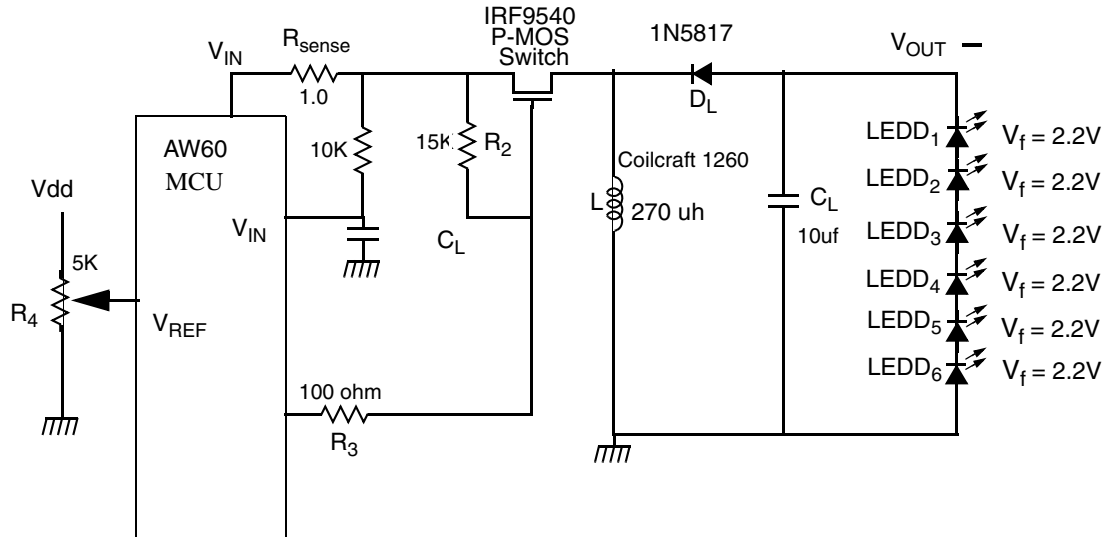 IRF9540
P-MOS
Switch
1N5817
V_IN
R_sense
1.0
V_OUT –
D_L
AW60
MCU
10K
15K
R_2
Vdd
V_IN
C_L
Coilcraft 1260
L
270 uh
C_L
10uf
5K
R_4
V_REF
100 ohm
R_3
LEDD_1 V_f = 2.2V
LEDD_2 V_f = 2.2V
LEDD_3 V_f = 2.2V
LEDD_4 V_f = 2.2V
LEDD_5 V_f = 2.2V
LEDD_6 V_f = 2.2V